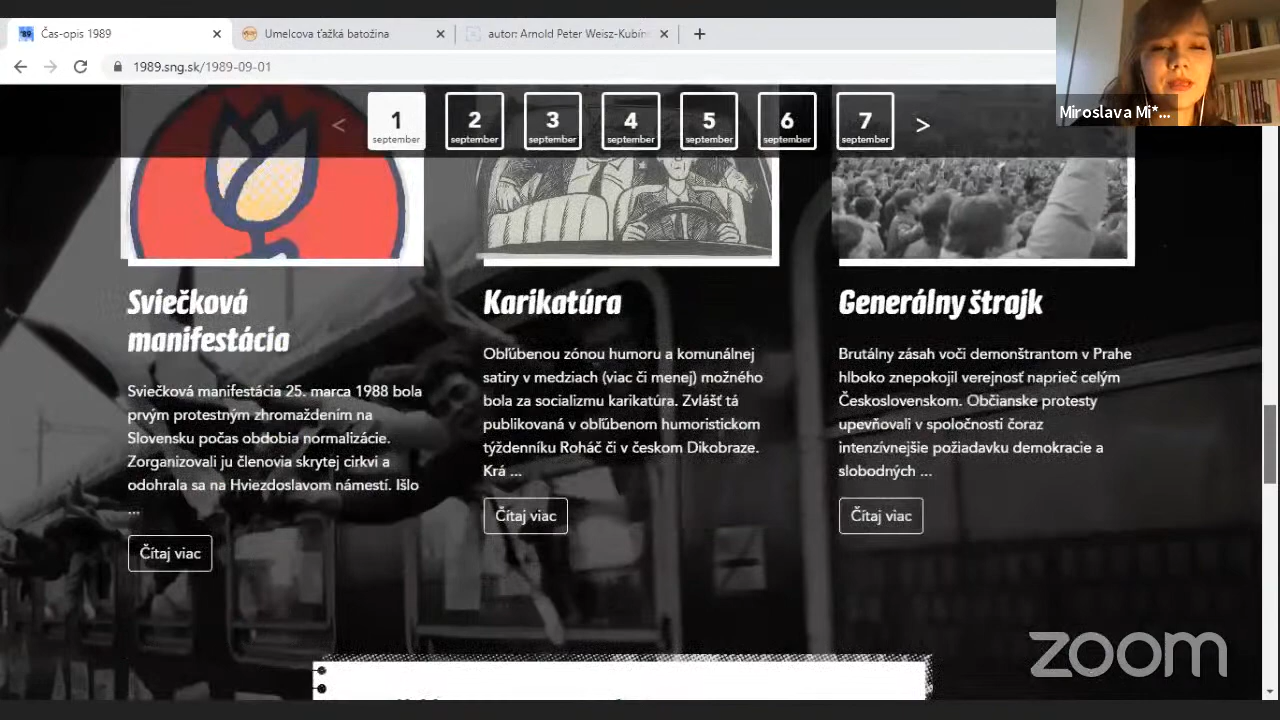 Čas-opis 1989
Umelcova ťažká batožina
autor: Arnold Peter Weisz-Kubín
1989.sng.sk/1989-09-01
Miroslava Mi*...
'89
< 1 september 2 september 3 september 4 september 5 september 6 september 7 september >
Sviečková
manifestácia
Sviečková manifestácia 25. marca 1988 bola
prvým protestným zhromaždením na
Slovensku počas obdobia normalizácie.
Zorganizovali ju členovia skrytej cirkvi a
odohrala sa na Hviezdoslavom námestí. Išlo
...
Čítaj viac
Karikatúra
Obľúbenou zónou humoru a komunálnej
satiry v medziach (viac či menej) možného
bola za socializmu karikatúra. Zvlášť tá
publikovaná v obľúbenom humoristickom
týždenníku Roháč či v českom Dikobraze.
Krá ...
Čítaj viac
Generálny štrajk
Brutálny zásah voči demonštrantom v Prahe
hlboko znepokojil verejnosť naprieč celým
Československom. Občianske protesty
upevňovali v spoločnosti čoraz
intenzívnejšie požiadavku demokracie a
slobodných ...
Čítaj viac
zoom